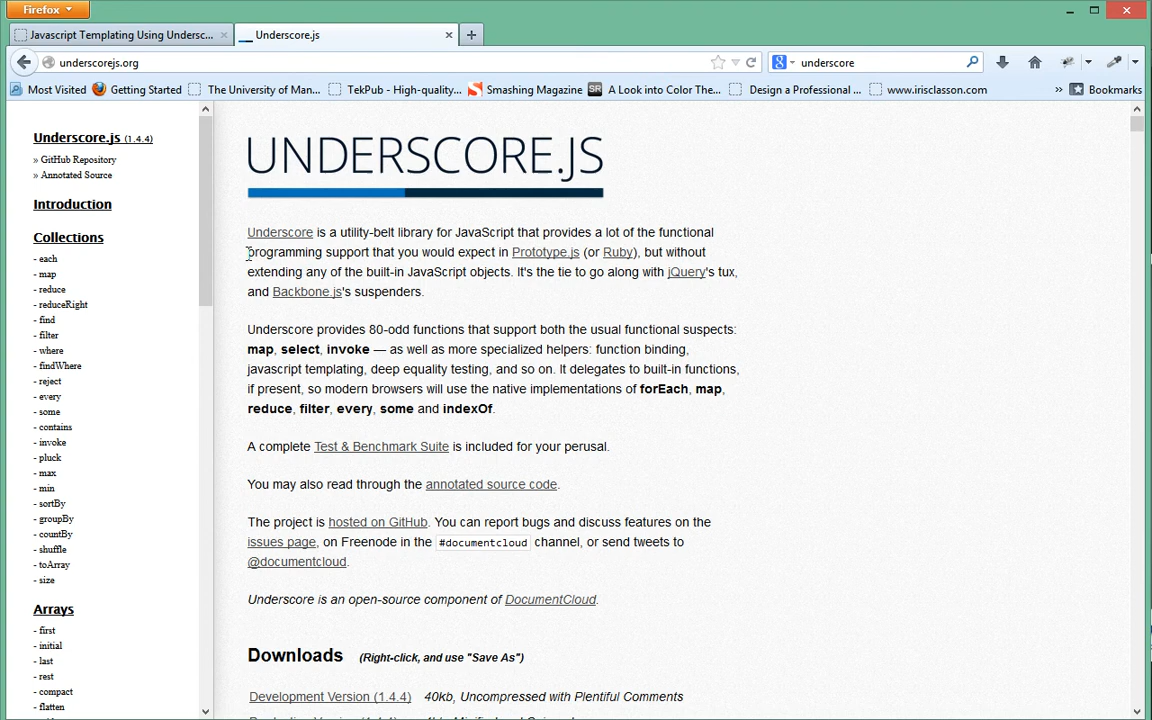 Firefox
Javascript Templating Using Undersc...
Underscore.js
underscorejs.org
underscore
Most Visited
Getting Started
The University of Man...
TekPub - High-quality...
Smashing Magazine
SR
A Look into Color The...
Design a Professional ...
www.irisclasson.com
»
Bookmarks
Underscore.js (1.4.4)
» GitHub Repository
» Annotated Source
Introduction
Collections
- each
- map
- reduce
- reduceRight
- find
- filter
- where
- findWhere
- reject
- every
- some
- contains
- invoke
- pluck
- max
- min
- sortBy
- groupBy
- countBy
- shuffle
- toArray
- size
Arrays
- first
- initial
- last
- rest
- compact
- flatten
UNDERSCORE.JS
Underscore is a utility-belt library for JavaScript that provides a lot of the functional
programming support that you would expect in Prototype.js (or Ruby), but without
extending any of the built-in JavaScript objects. It's the tie to go along with jQuery's tux,
and Backbone.js's suspenders.
Underscore provides 80-odd functions that support both the usual functional suspects:
map, select, invoke — as well as more specialized helpers: function binding,
javascript templating, deep equality testing, and so on. It delegates to built-in functions,
if present, so modern browsers will use the native implementations of forEach, map,
reduce, filter, every, some and indexOf.
A complete Test & Benchmark Suite is included for your perusal.
You may also read through the annotated source code.
The project is hosted on GitHub. You can report bugs and discuss features on the
issues page, on Freenode in the #documentcloud channel, or send tweets to
@documentcloud.
Underscore is an open-source component of DocumentCloud.
Downloads (Right-click, and use "Save As")
Development Version (1.4.4) 40kb, Uncompressed with Plentiful Comments